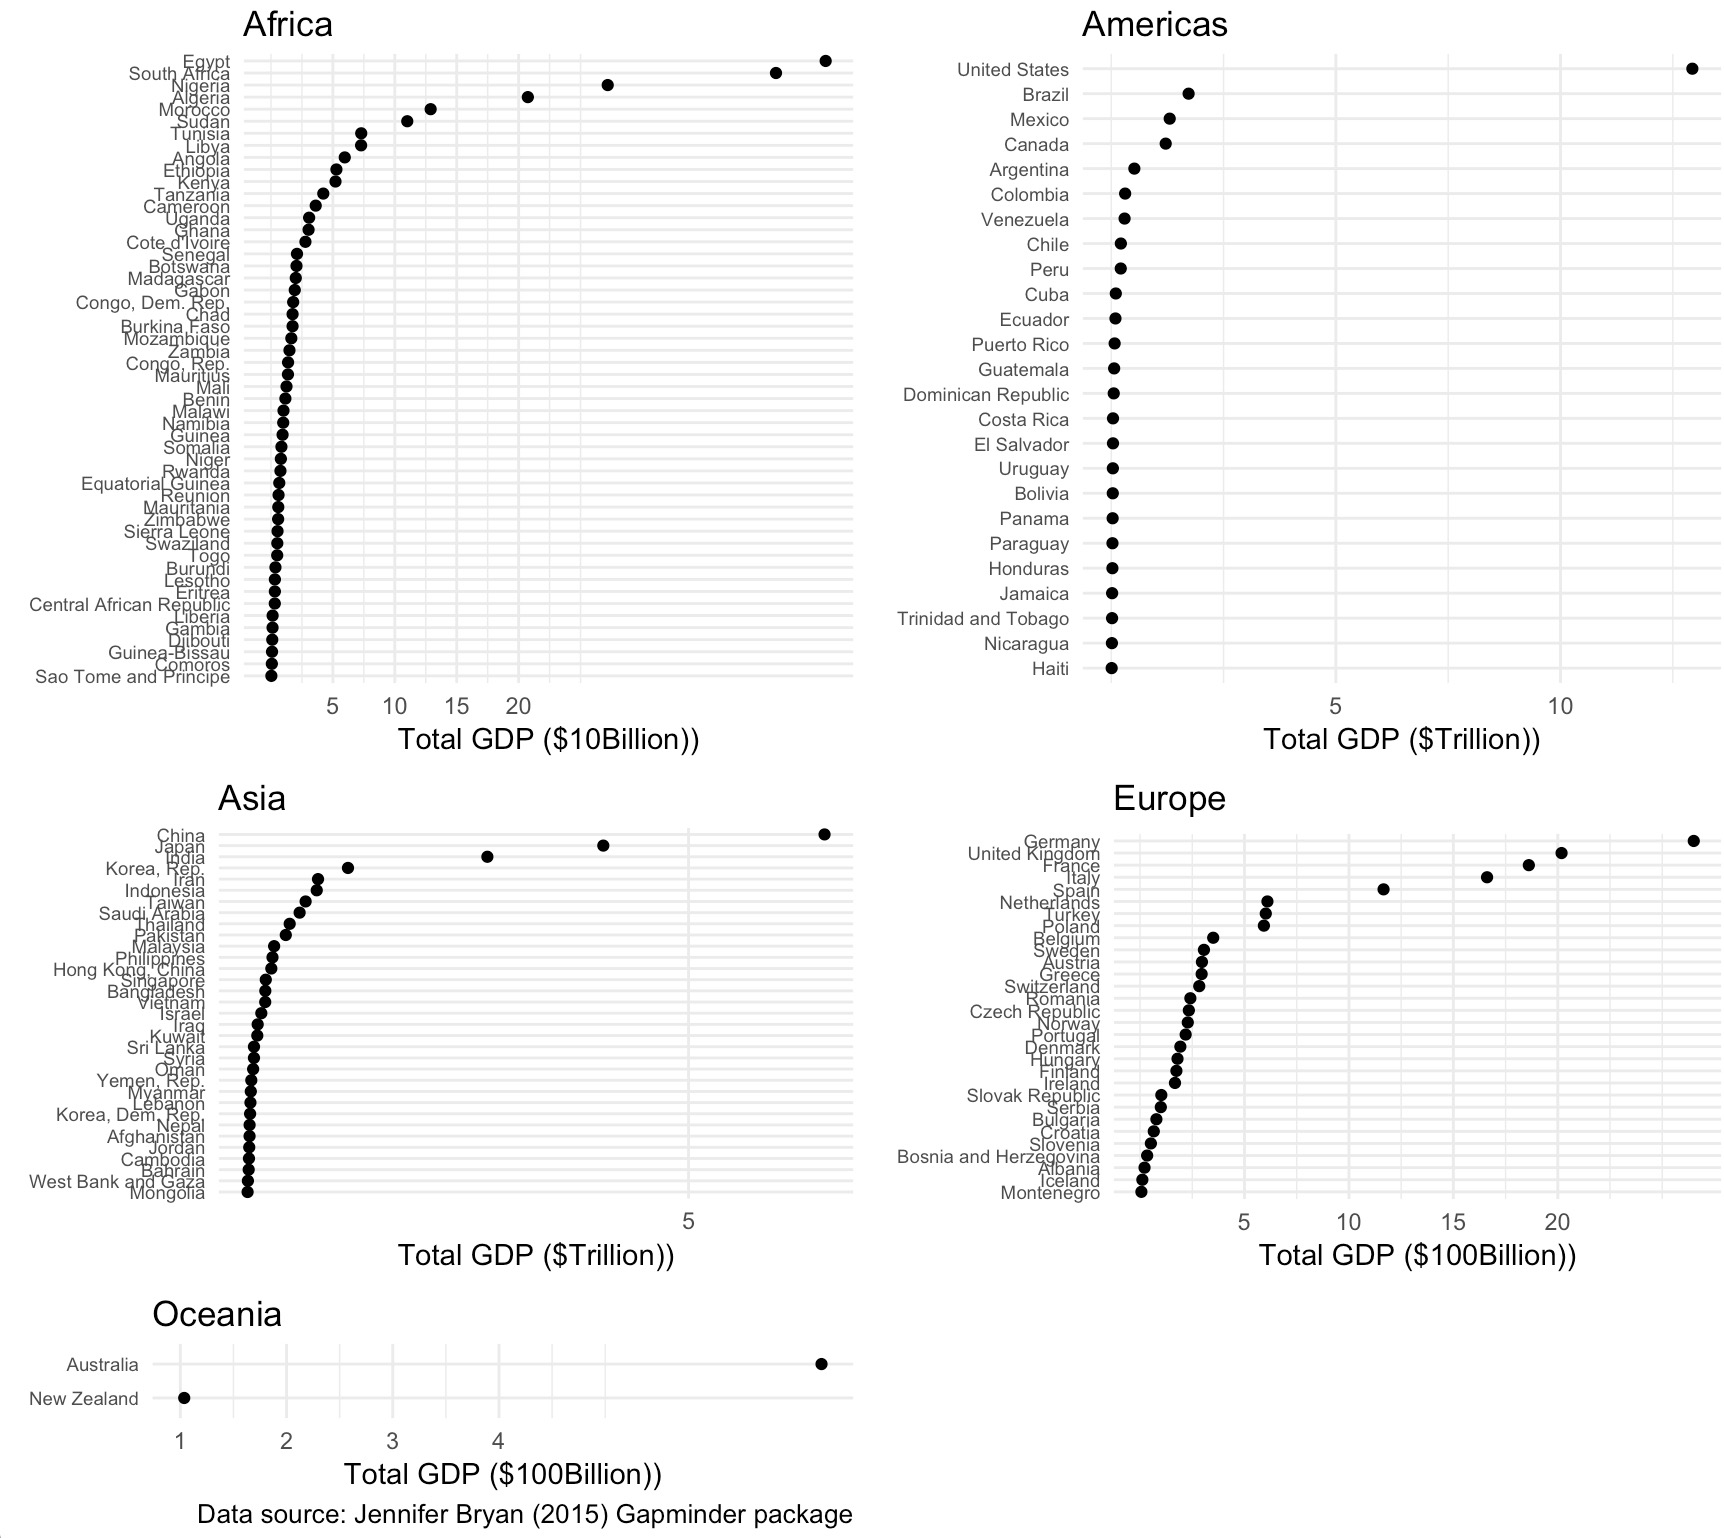 Africa
Egypt
South Africa
Nigeria
Algeria
Morocco
Sudan
Tunisia
Libya
Angola
Ethiopia
Kenya
Tanzania
Cameroon
Uganda
Ghana
Cote d'Ivoire
Senegal
Botswana
Madagascar
Gabon
Congo, Dem. Rep.
Chad
Burkina Faso
Mozambique
Zambia
Congo, Rep.
Mauritius
Mali
Benin
Malawi
Namibia
Guinea
Somalia
Niger
Rwanda
Equatorial Guinea
Reunion
Mauritania
Zimbabwe
Sierra Leone
Swaziland
Togo
Burundi
Lesotho
Eritrea
Central African Republic
Liberia
Gambia
Djibouti
Guinea-Bissau
Comoros
Sao Tome and Principe
5 10 15 20
Total GDP ($10Billion))
Americas
United States
Brazil
Mexico
Canada
Argentina
Colombia
Venezuela
Chile
Peru
Cuba
Ecuador
Puerto Rico
Guatemala
Dominican Republic
Costa Rica
El Salvador
Uruguay
Bolivia
Panama
Paraguay
Honduras
Jamaica
Trinidad and Tobago
Nicaragua
Haiti
5 10
Total GDP ($Trillion))
Asia
China
Japan
India
Korea, Rep.
Iran
Indonesia
Taiwan
Saudi Arabia
Thailand
Pakistan
Malaysia
Philippines
Hong Kong, China
Singapore
Bangladesh
Vietnam
Israel
Iraq
Kuwait
Sri Lanka
Syria
Oman
Yemen, Rep.
Myanmar
Lebanon
Korea, Dem. Rep.
Nepal
Afghanistan
Jordan
Cambodia
Bahrain
West Bank and Gaza
Mongolia
5
Total GDP ($Trillion))
Europe
Germany
United Kingdom
France
Italy
Spain
Netherlands
Turkey
Poland
Belgium
Sweden
Austria
Greece
Switzerland
Romania
Czech Republic
Norway
Portugal
Denmark
Hungary
Finland
Ireland
Slovak Republic
Serbia
Bulgaria
Croatia
Slovenia
Bosnia and Herzegovina
Albania
Iceland
Montenegro
5 10 15 20
Total GDP ($100Billion))
Oceania
Australia
New Zealand
1 2 3 4
Total GDP ($100Billion))
Data source: Jennifer Bryan (2015) Gapminder package